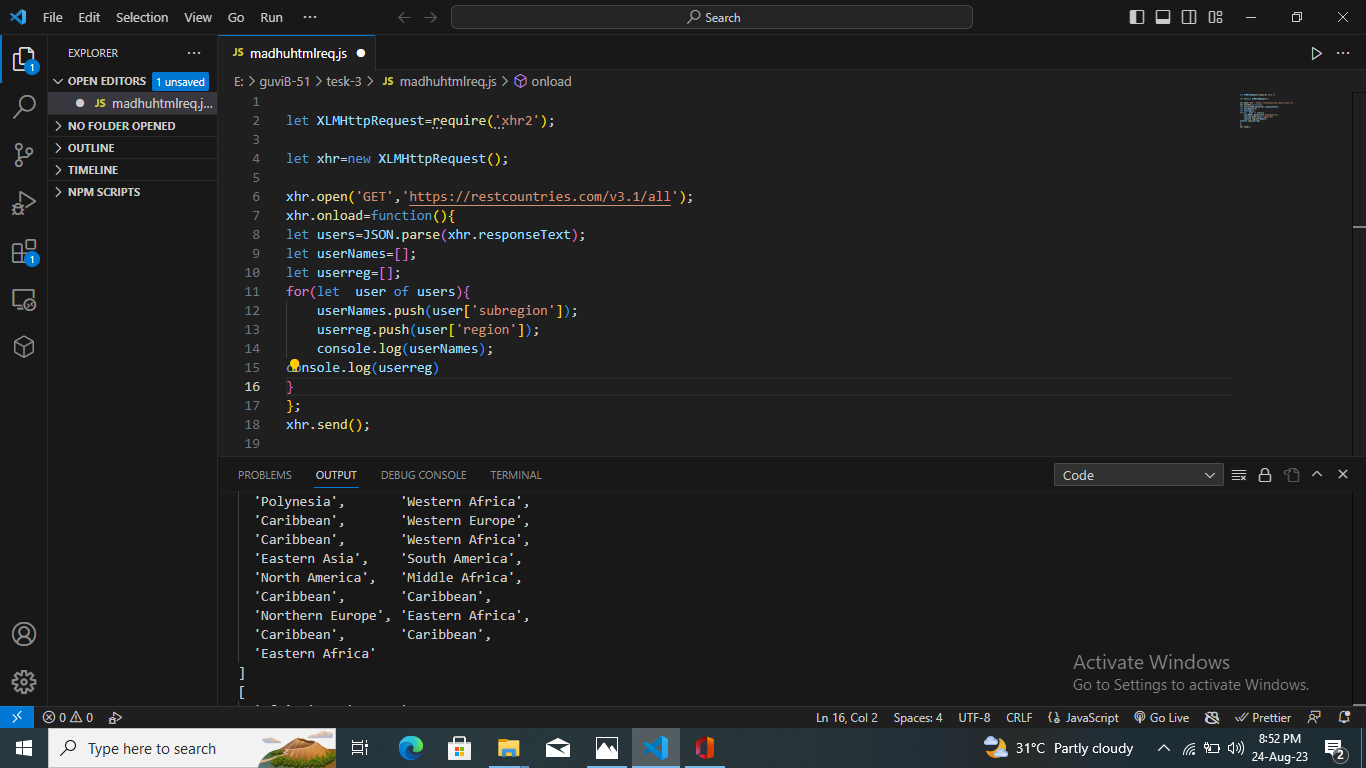 File Edit Selection View Go Run ··· Search
EXPLORER ···
OPEN EDITORS 1 unsaved
JS madhuhtmlreq.j...
NO FOLDER OPENED
OUTLINE
TIMELINE
NPM SCRIPTS
1
1
JS madhuhtmlreq.js
E: > guviB-51 > tesk-3 > JS madhuhtmlreq.js > onload
1
2 let XLMHttpRequest=require('xhr2');
3
4 let xhr=new XLMHttpRequest();
5
6 xhr.open('GET','https://restcountries.com/v3.1/all');
7 xhr.onload=function(){
8 let users=JSON.parse(xhr.responseText);
9 let userNames=[];
10 let userreg=[];
11 for(let  user of users){
12     userNames.push(user['subregion']);
13     userreg.push(user['region']);
14     console.log(userNames);
15 console.log(userreg)
16 }
17 };
18 xhr.send();
19
PROBLEMS OUTPUT DEBUG CONSOLE TERMINAL Code
'Polynesia',       'Western Africa',
'Caribbean',       'Western Europe',
'Caribbean',       'Western Africa',
'Eastern Asia',    'South America',
'North America',   'Middle Africa',
'Caribbean',       'Caribbean',
'Northern Europe', 'Eastern Africa',
'Caribbean',       'Caribbean',
'Eastern Africa'
]
[
Activate Windows
Go to Settings to activate Windows.
0 0 Ln 16, Col 2 Spaces: 4 UTF-8 CRLF {} JavaScript Go Live Prettier
Type here to search 31°C Partly cloudy 8:52 PM
24-Aug-23
2